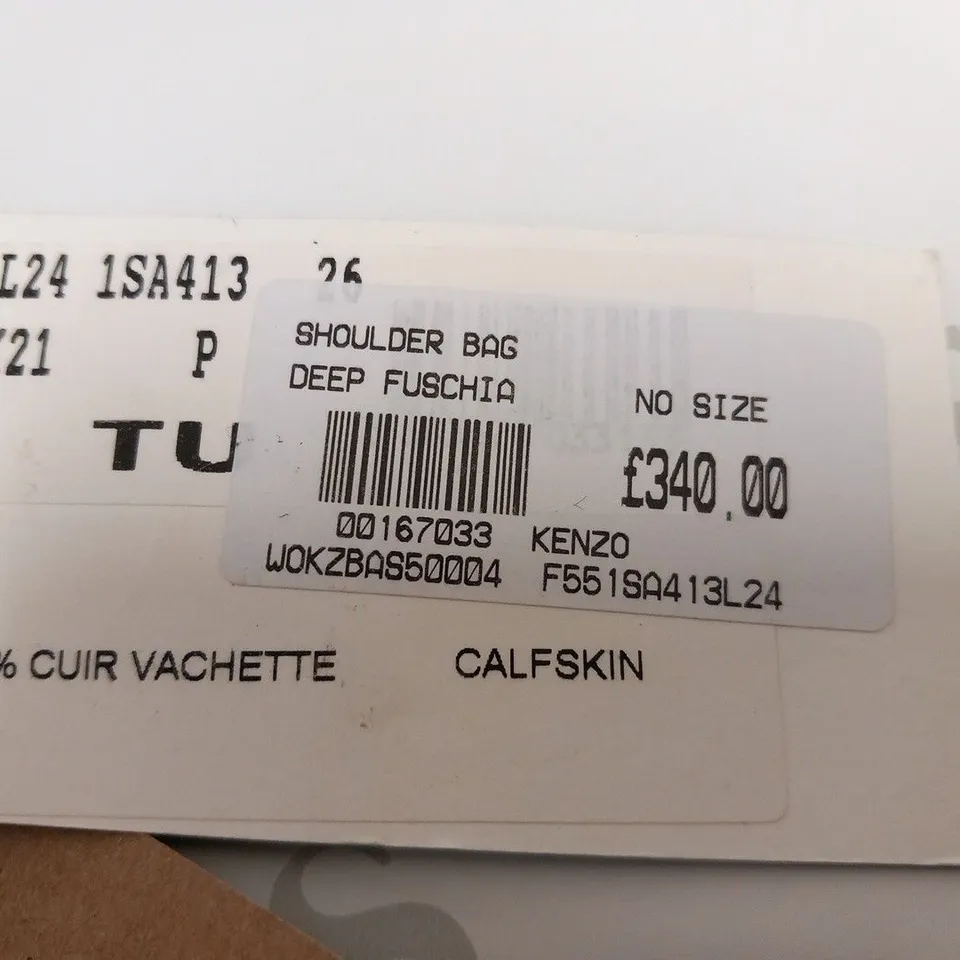 L24 1SA413 26
21 P
TU
SHOULDER BAG
DEEP FUSCHIA
NO SIZE
£340.00
00167033 KENZO
WOKZBAS50004 F551SA413L24
% CUIR VACHETTE CALFSKIN
S